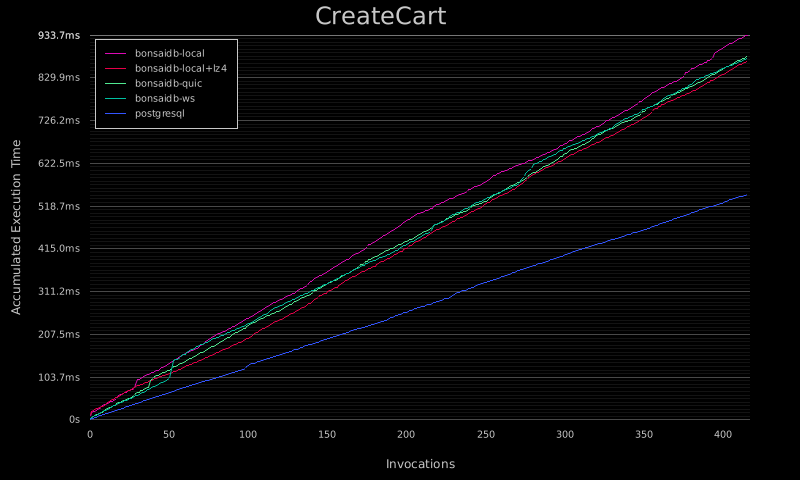 CreateCart
933.7ms
829.9ms
726.2ms
622.5ms
518.7ms
415.0ms
311.2ms
207.5ms
103.7ms
0s
Accumulated Execution Time
bonsaidb-local
bonsaidb-local+lz4
bonsaidb-quic
bonsaidb-ws
postgresql
0 50 100 150 200 250 300 350 400
Invocations